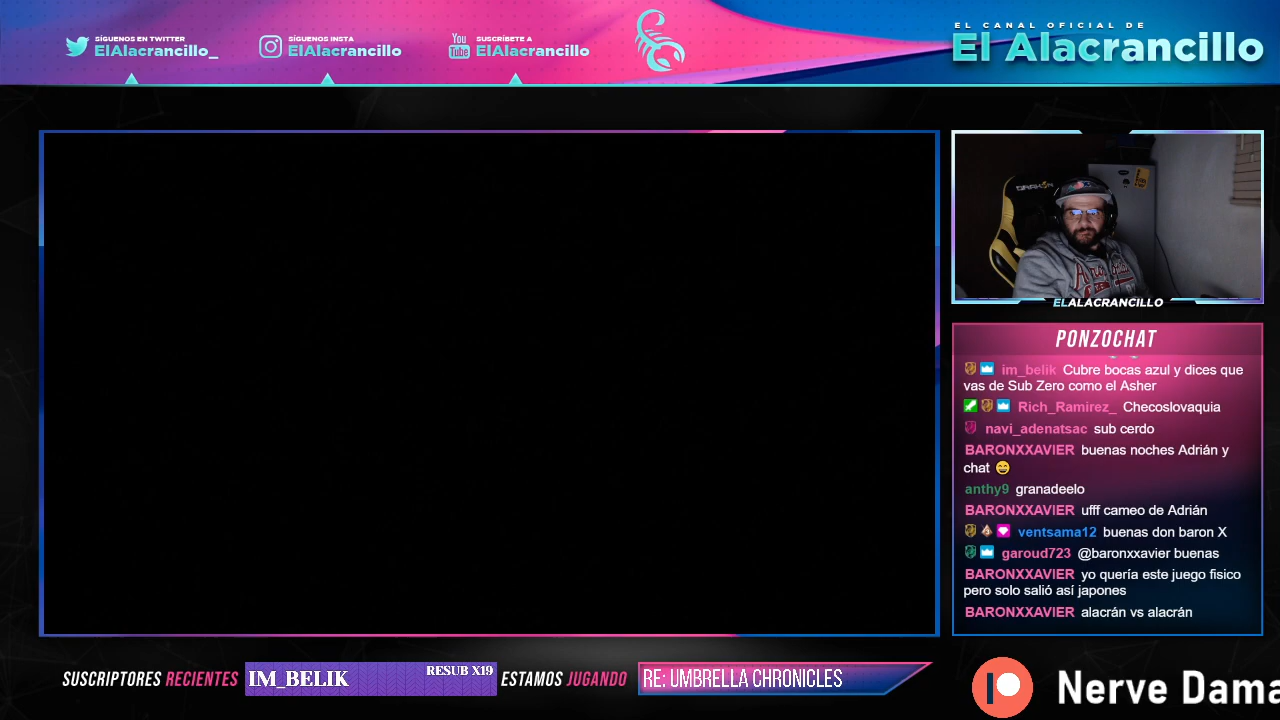 SÍGUENOS EN TWITTER
ElAlacrancillo_
SÍGUENOS INSTA
ElAlacrancillo
You Tube
SUSCRÍBETE A
ElAlacrancillo
EL CANAL OFICIAL DE
El Alacrancillo
ELALACRANCILLO
PONZOCHAT
im_belik Cubre bocas azul y dices que
vas de Sub Zero como el Asher
Rich_Ramirez_ Checoslovaquia
navi_adenatsac sub cerdo
BARONXXAVIER buenas noches Adrián y
chat 😄
anthy9 granadeelo
BARONXXAVIER ufff cameo de Adrián
ventsama12 buenas don baron X
garoud723 @baronxxavier buenas
BARONXXAVIER yo quería este juego fisico
pero solo salió así japones
BARONXXAVIER alacrán vs alacrán
SUSCRIPTORES RECIENTES
IM_BELIK
RESUB X19
ESTAMOS JUGANDO
RE: UMBRELLA CHRONICLES
Nerve Dama